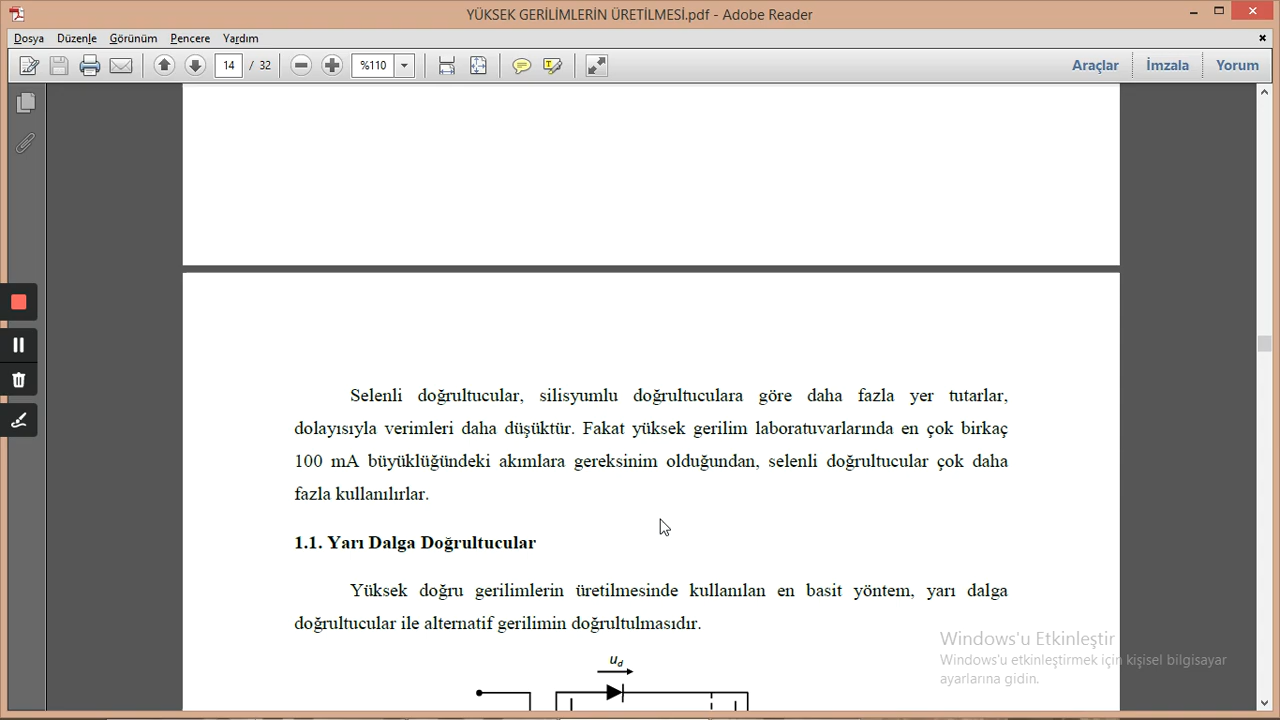 YÜKSEK GERİLİMLERİN ÜRETİLMESİ.pdf - Adobe Reader
Dosya Düzenle Görünüm Pencere Yardım
14 / 32 %110 Araçlar İmzala Yorum
Selenli doğrultucular, silisyumlu doğrultuculara göre daha fazla yer tutarlar,
dolayısıyla verimleri daha düşüktür. Fakat yüksek gerilim laboratuvarlarında en çok birkaç
100 mA büyüklüğündeki akımlara gereksinim olduğundan, selenli doğrultucular çok daha
fazla kullanılırlar.
1.1. Yarı Dalga Doğrultucular
Yüksek doğru gerilimlerin üretilmesinde kullanılan en basit yöntem, yarı dalga
doğrultucular ile alternatif gerilimin doğrultulmasıdır.
u_d
Windows'u Etkinleştir
Windows'u etkinleştirmek için kişisel bilgisayar
ayarlarına gidin.